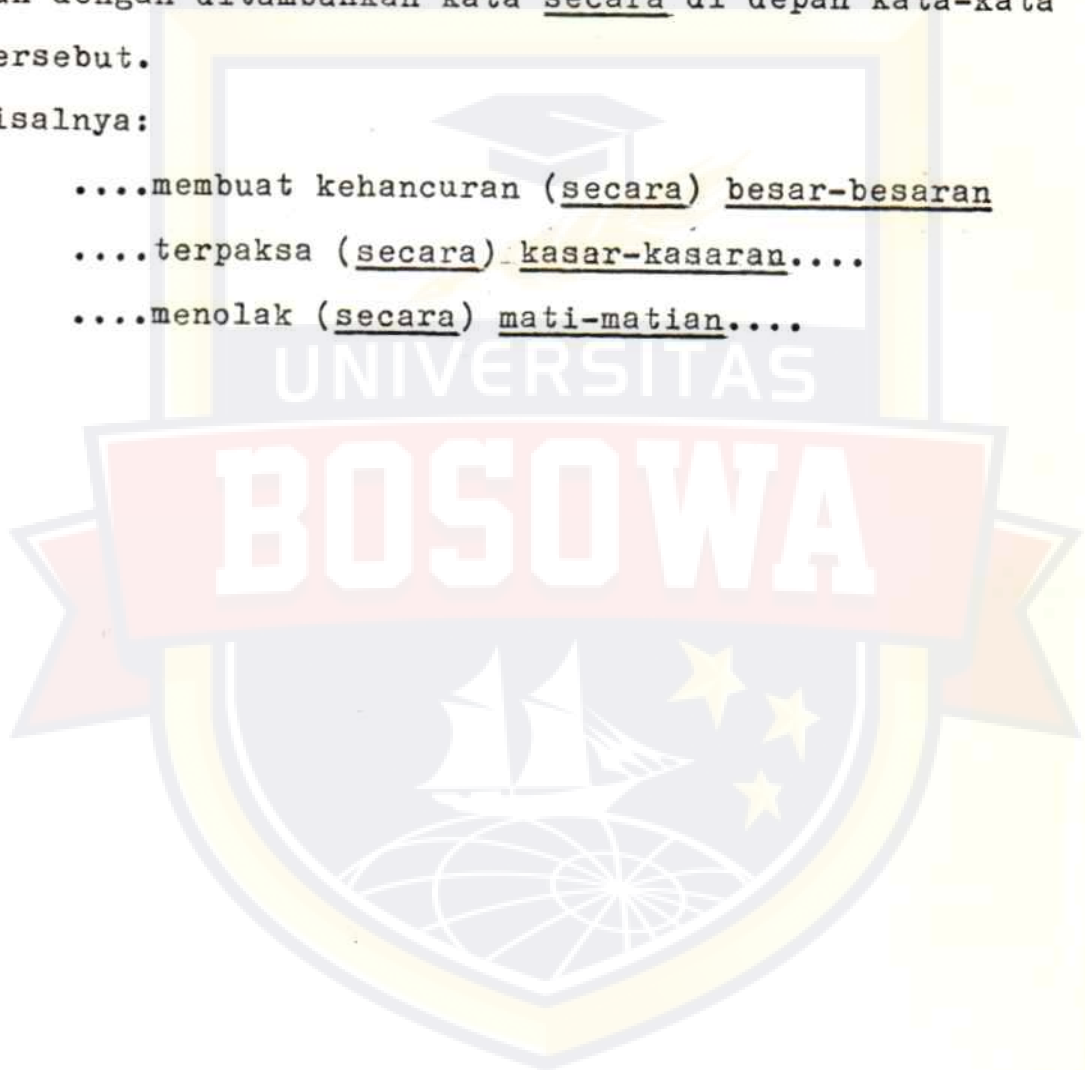 dengan ditambahkan kata secara di depan kata-kata
ersebut.
isalnya:
....membuat kehancuran (secara) besar-besaran
....terpaksa (secara) kasar-kasaran....
....menolak (secara) mati-matian....
UNIVERSITAS
BOSOWA